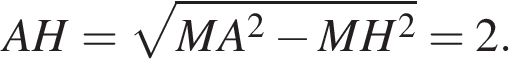 AH = √(MA² − MH²) = 2.